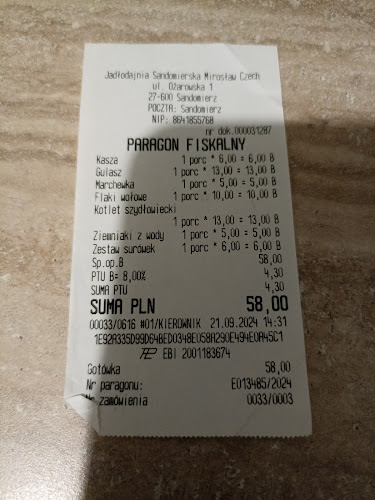 Jadłodajnia Sandomierska Mirosław Czech
ul. Ożarowska 1
27-600 Sandomierz
POCZTA: Sandomierz
NIP: 8641855768
nr dok.000031287
PARAGON FISKALNY
Kasza 1 porc * 6,00 = 6,00 B
Gulasz 1 porc * 13,00 = 13,00 B
Marchewka 1 porc * 5,00 = 5,00 B
Flaki wołowe 1 porc * 10,00 = 10,00 B
Kotlet szydłowiecki
1 porc * 13,00 = 13,00 B
Ziemniaki z wody 1 porc * 5,00 = 5,00 B
Zestaw surówek 1 porc * 6,00 = 6,00 B
Sp.op.B 58,00
PTU B= 8,00% 4,30
SUMA PTU 4,30
SUMA PLN 58,00
00033/0616 #01/KIEROWNIK 21.09.2024 14:31
1E92A335D99D64BED0348E058A290E494E0A45C1
EBI 2001183674
Gotówka 58,00
Nr paragonu: E013485/2024
Nr zamówienia 0033/0003